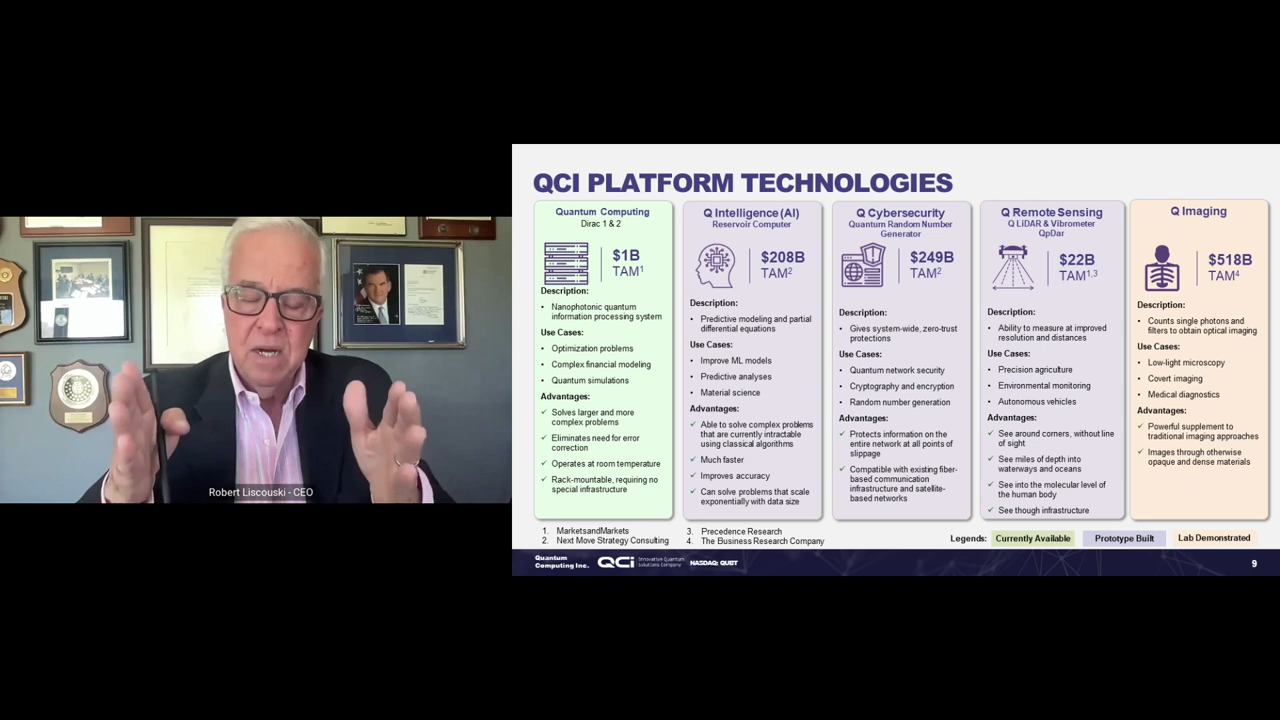 Robert Liscouski - CEO
QCI PLATFORM TECHNOLOGIES
Quantum Computing
Dirac 1 & 2
$1B
TAM1
Description:
• Nanophotonic quantum
information processing system
Use Cases:
• Optimization problems
• Complex financial modeling
• Quantum simulations
Advantages:
✓ Solves larger and more
complex problems
✓ Eliminates need for error
correction
✓ Operates at room temperature
✓ Rack-mountable, requiring no
special infrastructure
Q Intelligence (AI)
Reservoir Computer
$208B
TAM2
Description:
• Predictive modeling and partial
differential equations
Use Cases:
• Improve ML models
• Predictive analyses
• Material science
Advantages:
✓ Able to solve complex problems
that are currently intractable
using classical algorithms
✓ Much faster
✓ Improves accuracy
✓ Can solve problems that scale
exponentially with data size
Q Cybersecurity
Quantum Random Number
Generator
$249B
TAM2
Description:
• Gives system-wide, zero-trust
protections
Use Cases:
• Quantum network security
• Cryptography and encryption
• Random number generation
Advantages:
✓ Protects information on the
entire network at all points of
slippage
✓ Compatible with existing fiber-
based communication
infrastructure and satellite-
based networks
Q Remote Sensing
Q LiDAR & Vibrometer
QpDar
$22B
TAM1,3
Description:
• Ability to measure at improved
resolution and distances
Use Cases:
• Precision agriculture
• Environmental monitoring
• Autonomous vehicles
Advantages:
✓ See around corners, without line
of sight
✓ See miles of depth into
waterways and oceans
✓ See into the molecular level of
the human body
✓ See though infrastructure
Q Imaging
$518B
TAM4
Description:
• Counts single photons and
filters to obtain optical imaging
Use Cases:
• Low-light microscopy
• Covert imaging
• Medical diagnostics
Advantages:
✓ Powerful supplement to
traditional imaging approaches
✓ Images through otherwise
opaque and dense materials
1. MarketsandMarkets
2. Next Move Strategy Consulting
3. Precedence Research
4. The Business Research Company
Legends: Currently Available Prototype Built Lab Demonstrated
Quantum
Computing Inc.
QCi
Innovative Quantum
Solutions Company
NASDAQ: QUBT
9